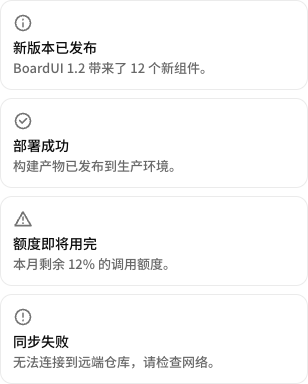 新版本已发布
BoardUI 1.2 带来了 12 个新组件。
部署成功
构建产物已发布到生产环境。
额度即将用完
本月剩余 12% 的调用额度。
同步失败
无法连接到远端仓库，请检查网络。